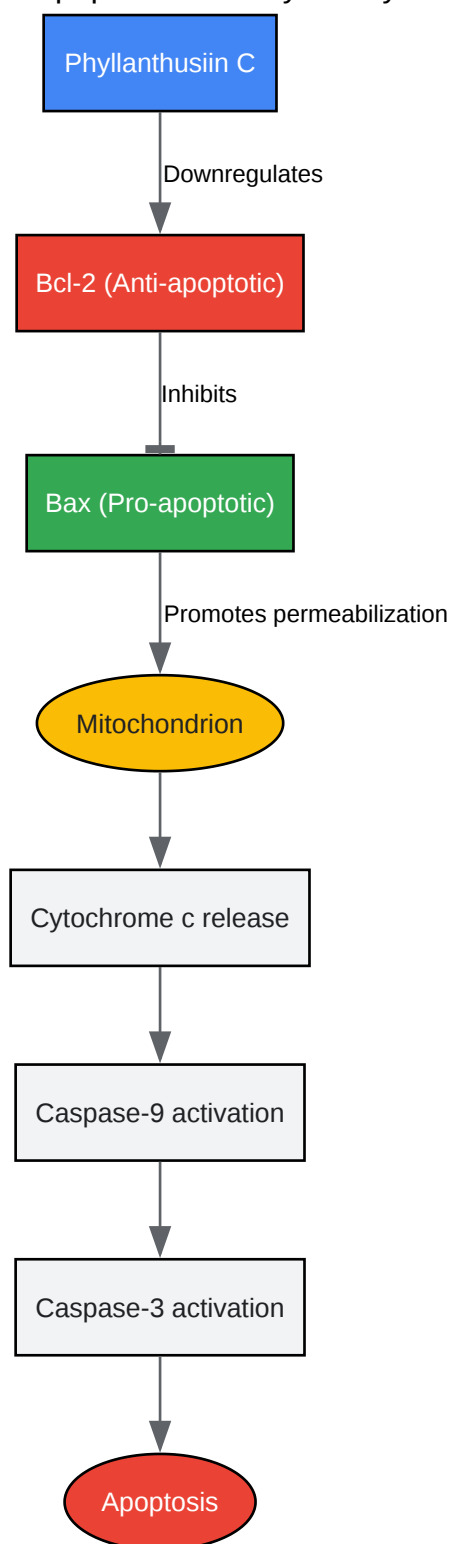 Phyllanthusiin C
Downregulates
Bcl-2 (Anti-apoptotic)
Inhibits
Bax (Pro-apoptotic)
Promotes permeabilization
Mitochondrion
Cytochrome c release
Caspase-9 activation
Caspase-3 activation
Apoptosis